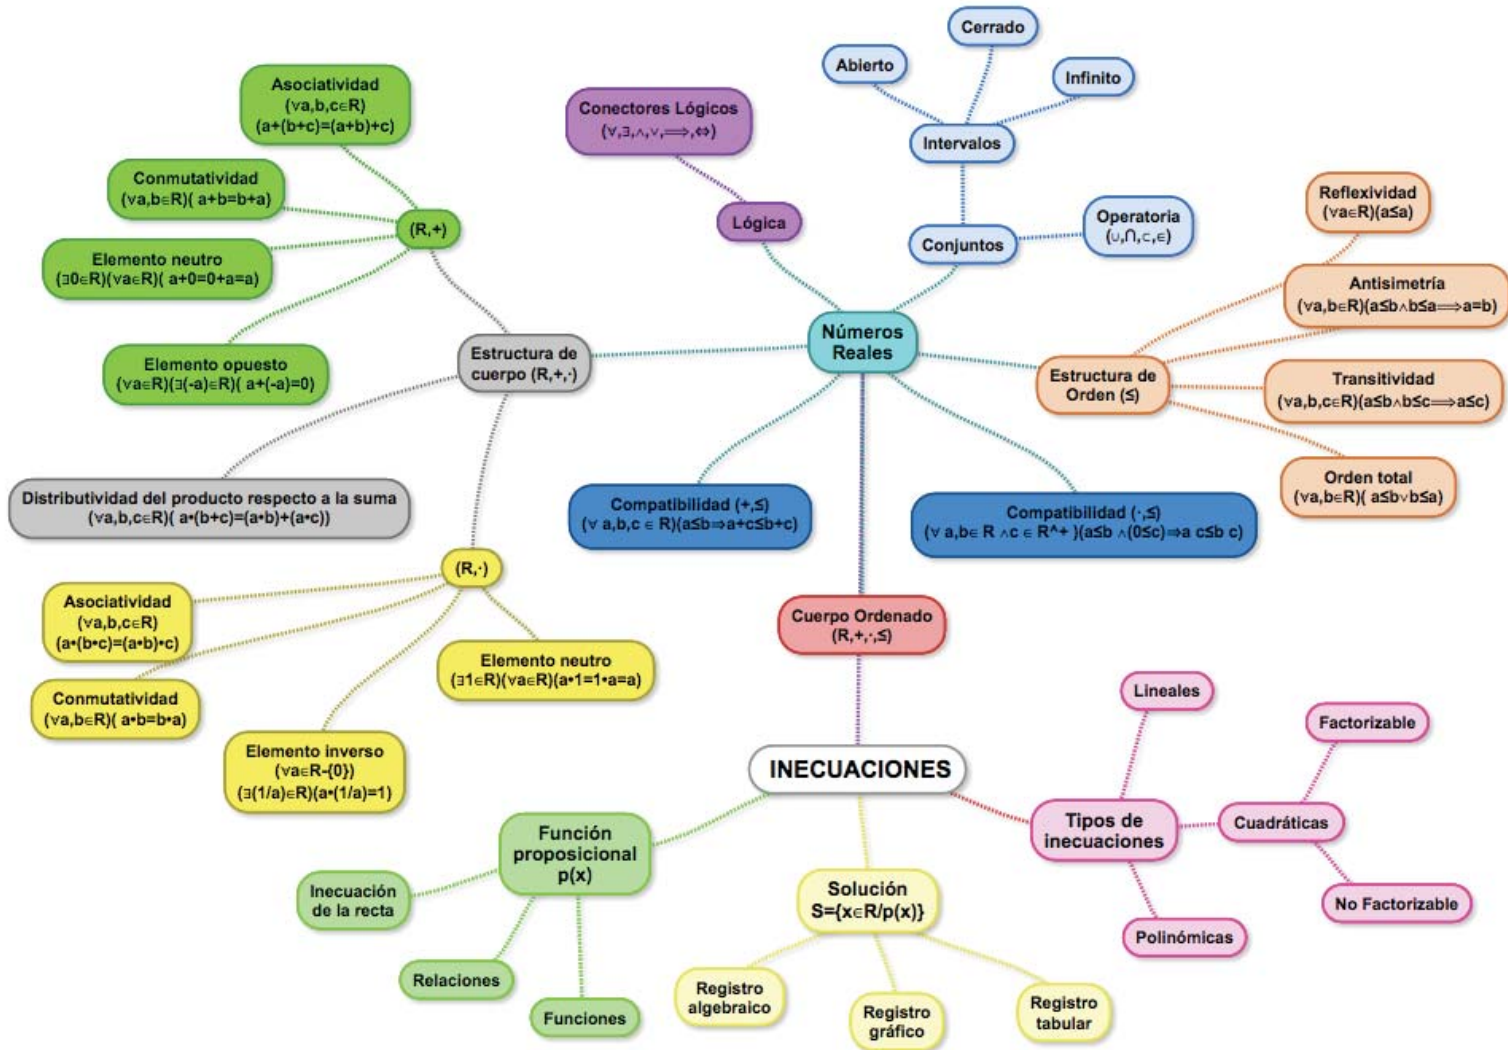 Cerrado
Abierto
Infinito
Intervalos
Conjuntos
Operatoria
(∪,∩,⊂,∈)
Conectores Lógicos
(∀,∃,∧,∨,⟹,⇔)
Lógica
Asociatividad
(∀a,b,c∈R)
(a+(b+c)=(a+b)+c)
Conmutatividad
(∀a,b∈R)( a+b=b+a)
Elemento neutro
(∃0∈R)(∀a∈R)( a+0=0+a=a)
Elemento opuesto
(∀a∈R)(∃(-a)∈R)( a+(-a)=0)
(R,+)
Estructura de
cuerpo (R,+,·)
Números
Reales
Reflexividad
(∀a∈R)(a≤a)
Antisimetría
(∀a,b∈R)(a≤b∧b≤a⟹a=b)
Estructura de
Orden (≤)
Transitividad
(∀a,b,c∈R)(a≤b∧b≤c⟹a≤c)
Orden total
(∀a,b∈R)( a≤b∨b≤a)
Distributividad del producto respecto a la suma
(∀a,b,c∈R)( a•(b+c)=(a•b)+(a•c))
Compatibilidad (+,≤)
(∀ a,b,c ∈ R)(a≤b⇒a+c≤b+c)
Compatibilidad (·,≤)
(∀ a,b∈ R ∧c ∈ R^+ )(a≤b ∧(0≤c)⇒a c≤b c)
(R,·)
Asociatividad
(∀a,b,c∈R)
(a•(b•c)=(a•b)•c)
Conmutatividad
(∀a,b∈R)( a•b=b•a)
Elemento inverso
(∀a∈R-{0})
(∃(1/a)∈R)(a•(1/a)=1)
Elemento neutro
(∃1∈R)(∀a∈R)(a•1=1•a=a)
Cuerpo Ordenado
(R,+,·,≤)
INECUACIONES
Función
proposicional
p(x)
Inecuación
de la recta
Relaciones
Funciones
Solución
S={x∈R/p(x)}
Registro
algebraico
Registro
gráfico
Registro
tabular
Tipos de
inecuaciones
Lineales
Cuadráticas
Factorizable
No Factorizable
Polinómicas